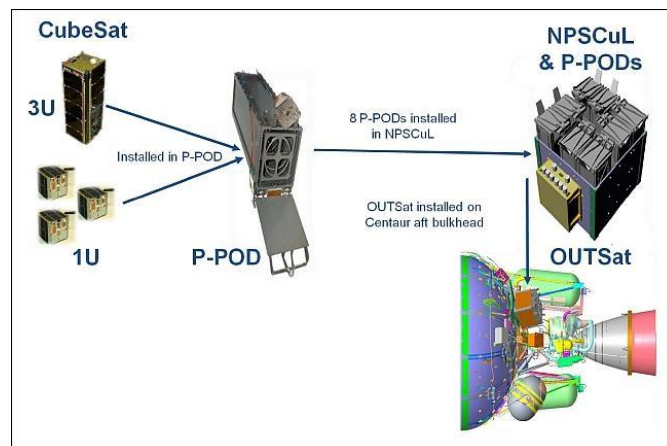 CubeSat
3U
Installed in P-POD
1U
P-POD
8 P-PODs installed
in NPSCuL
NPSCuL
& P-PODs
OUTSat installed on
Centaur aft bulkhead
OUTSat